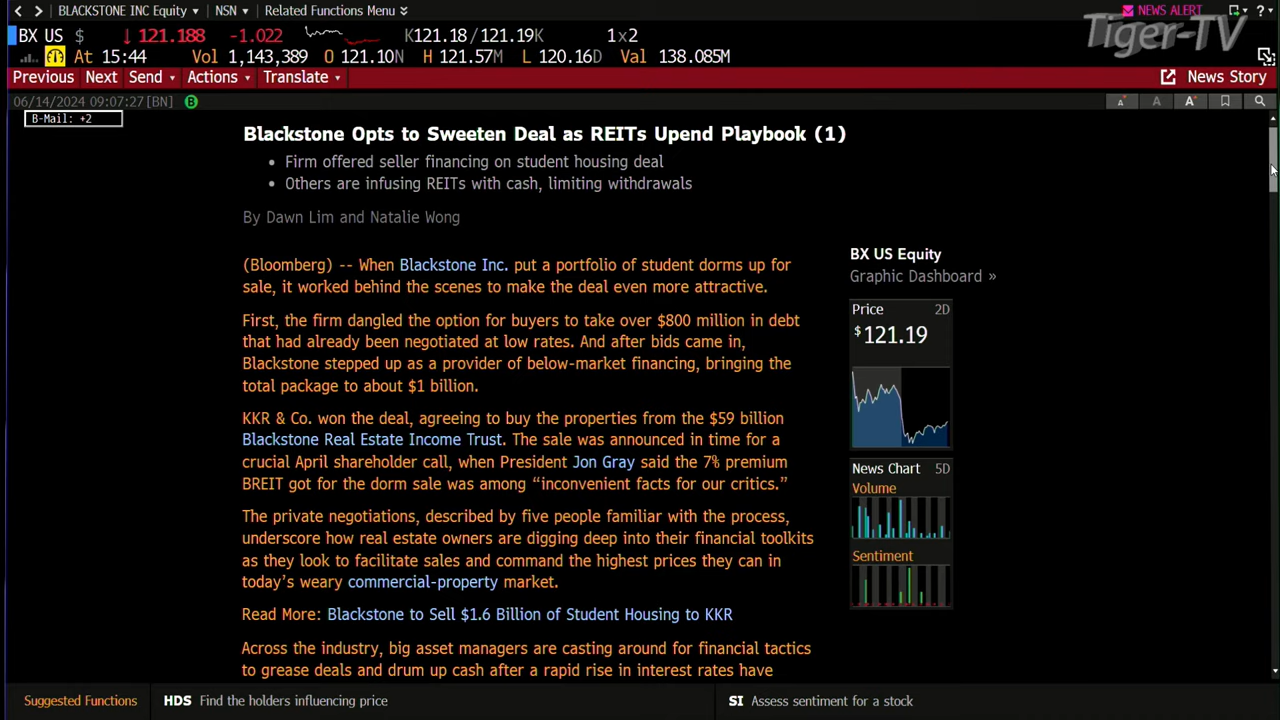 BLACKSTONE INC Equity NSN Related Functions Menu NEWS ALERT ?
BX US $ ↓ 121.188 -1.022 K121.18/121.19K 1x2 Tiger-TV
At 15:44 Vol 1,143,389 O 121.10N H 121.57M L 120.16D Val 138.085M
Previous Next Send Actions Translate News Story
06/14/2024 09:07:27[BN] B A A A
B-Mail: +2
Blackstone Opts to Sweeten Deal as REITs Upend Playbook (1)
• Firm offered seller financing on student housing deal
• Others are infusing REITs with cash, limiting withdrawals
By Dawn Lim and Natalie Wong
(Bloomberg) -- When Blackstone Inc. put a portfolio of student dorms up for
sale, it worked behind the scenes to make the deal even more attractive.
First, the firm dangled the option for buyers to take over $800 million in debt
that had already been negotiated at low rates. And after bids came in,
Blackstone stepped up as a provider of below-market financing, bringing the
total package to about $1 billion.
KKR & Co. won the deal, agreeing to buy the properties from the $59 billion
Blackstone Real Estate Income Trust. The sale was announced in time for a
crucial April shareholder call, when President Jon Gray said the 7% premium
BREIT got for the dorm sale was among “inconvenient facts for our critics.”
The private negotiations, described by five people familiar with the process,
underscore how real estate owners are digging deep into their financial toolkits
as they look to facilitate sales and command the highest prices they can in
today’s weary commercial-property market.
Read More: Blackstone to Sell $1.6 Billion of Student Housing to KKR
Across the industry, big asset managers are casting around for financial tactics
to grease deals and drum up cash after a rapid rise in interest rates have
BX US Equity
Graphic Dashboard »
Price 2D
$121.19
News Chart 5D
Volume
Sentiment
Suggested Functions HDS Find the holders influencing price SI Assess sentiment for a stock